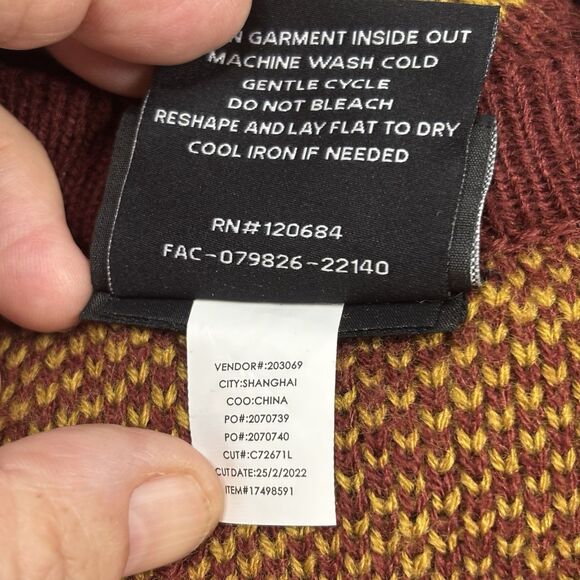 GARMENT INSIDE OUT
MACHINE WASH COLD
GENTLE CYCLE
DO NOT BLEACH
RESHAPE AND LAY FLAT TO DRY
COOL IRON IF NEEDED
RN#120684
FAC-079826-22140
VENDOR#:203069
CITY:SHANGHAI
COO:CHINA
PO#:2070739
PO#:2070740
CUT#:C72671L
CUTDATE:25/2/2022
ITEM#17498591